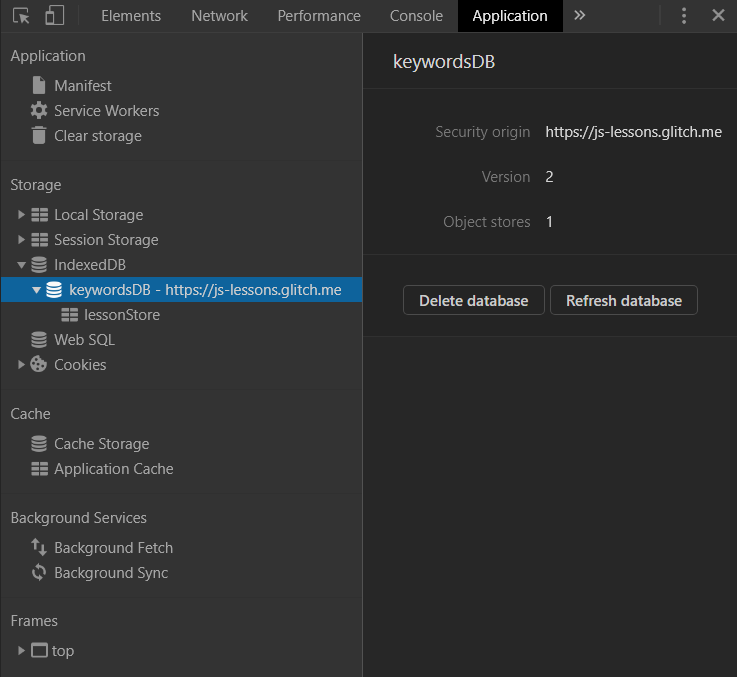 Elements Network Performance Console Application
Application
Manifest
Service Workers
Clear storage
Storage
Local Storage
Session Storage
IndexedDB
keywordsDB - https://js-lessons.glitch.me
lessonStore
Web SQL
Cookies
Cache
Cache Storage
Application Cache
Background Services
Background Fetch
Background Sync
Frames
top
keywordsDB
Security origin https://js-lessons.glitch.me
Version 2
Object stores 1
Delete database Refresh database